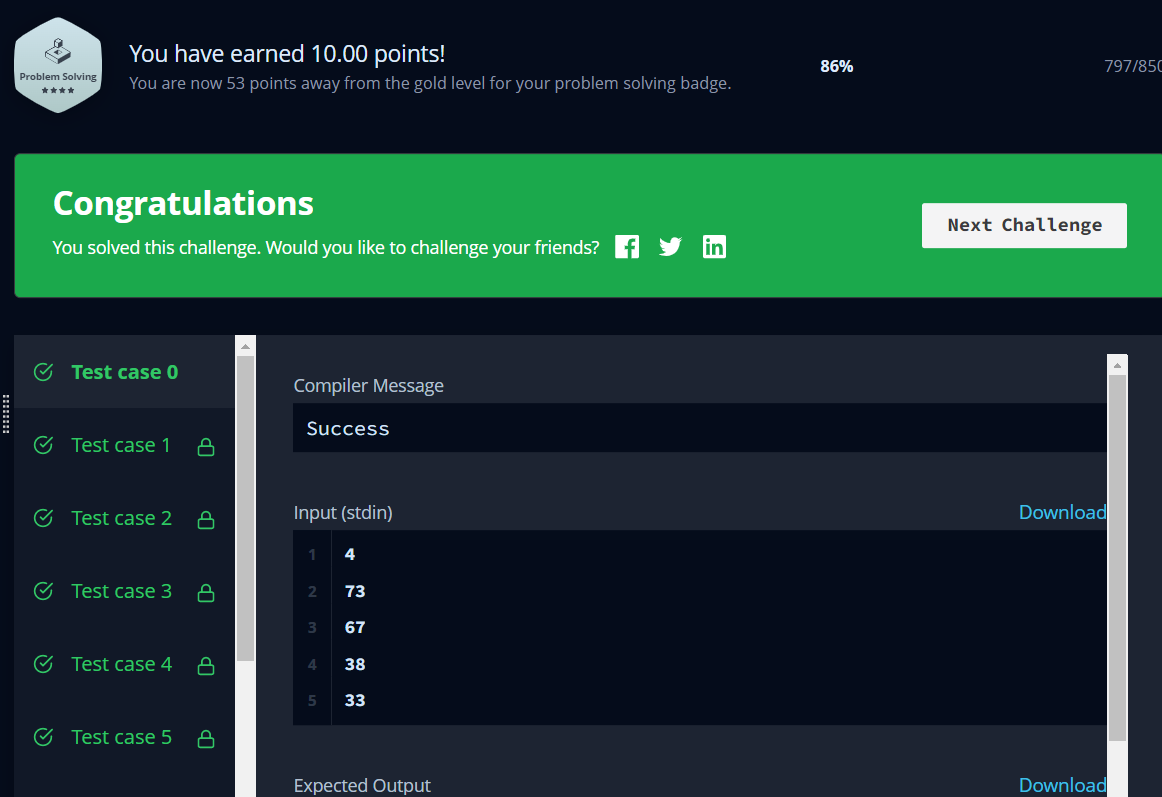 Problem Solving
You have earned 10.00 points!
You are now 53 points away from the gold level for your problem solving badge.
86%
797/850
Congratulations
You solved this challenge. Would you like to challenge your friends?
Next Challenge
Test case 0
Test case 1
Test case 2
Test case 3
Test case 4
Test case 5
Compiler Message
Success
Input (stdin)
Download
1 4
2 73
3 67
4 38
5 33
Expected Output
Download